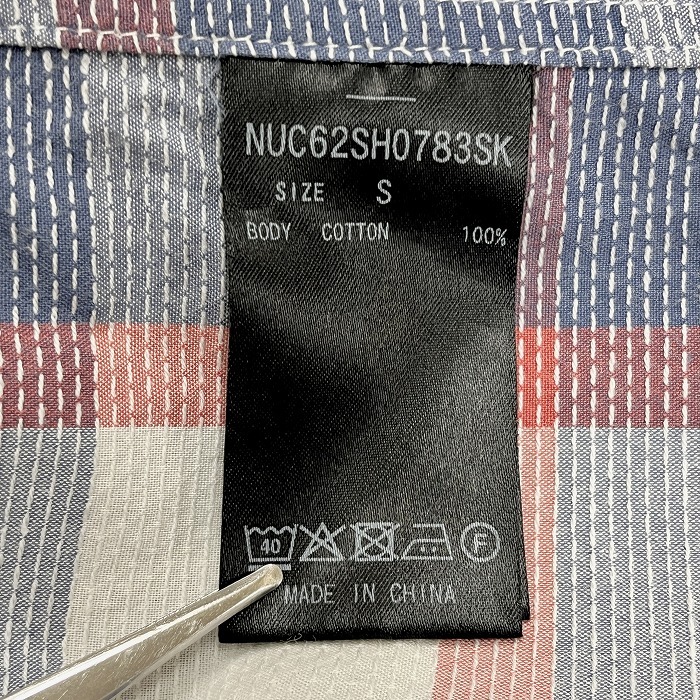 NUC62SH0783SK
SIZE S
BODY COTTON 100%
40 F
MADE IN CHINA